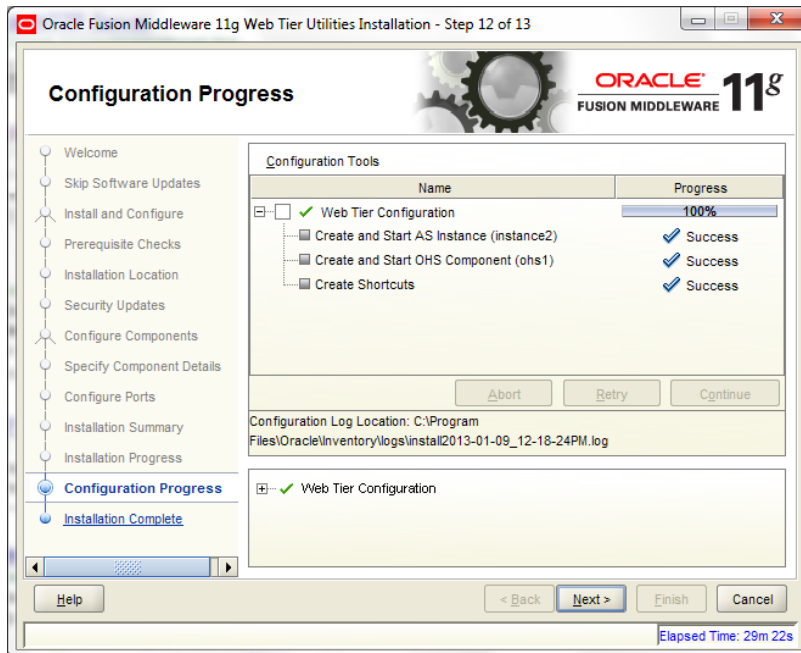 Oracle Fusion Middleware 11g Web Tier Utilities Installation - Step 12 of 13
Configuration Progress
ORACLE
FUSION MIDDLEWARE 11g
Welcome
Skip Software Updates
Install and Configure
Prerequisite Checks
Installation Location
Security Updates
Configure Components
Specify Component Details
Configure Ports
Installation Summary
Installation Progress
Configuration Progress
Installation Complete
Configuration Tools
Name Progress
Web Tier Configuration 100%
Create and Start AS Instance (instance2) Success
Create and Start OHS Component (ohs1) Success
Create Shortcuts Success
Abort Retry Continue
Configuration Log Location: C:\Program
Files\Oracle\Inventory\logs\install2013-01-09_12-18-24PM.log
Web Tier Configuration
Help < Back Next > Finish Cancel
Elapsed Time: 29m 22s